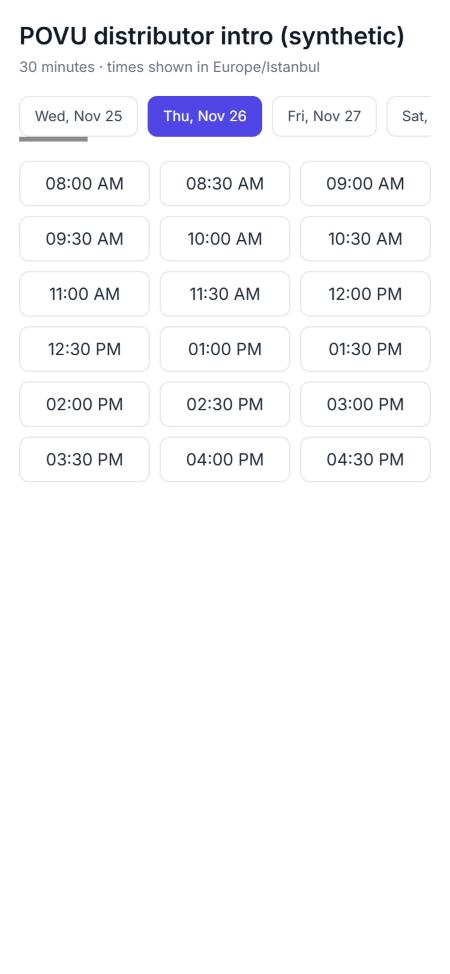 POVU distributor intro (synthetic)
30 minutes · times shown in Europe/Istanbul
Wed, Nov 25 Thu, Nov 26 Fri, Nov 27 Sat,
08:00 AM 08:30 AM 09:00 AM
09:30 AM 10:00 AM 10:30 AM
11:00 AM 11:30 AM 12:00 PM
12:30 PM 01:00 PM 01:30 PM
02:00 PM 02:30 PM 03:00 PM
03:30 PM 04:00 PM 04:30 PM